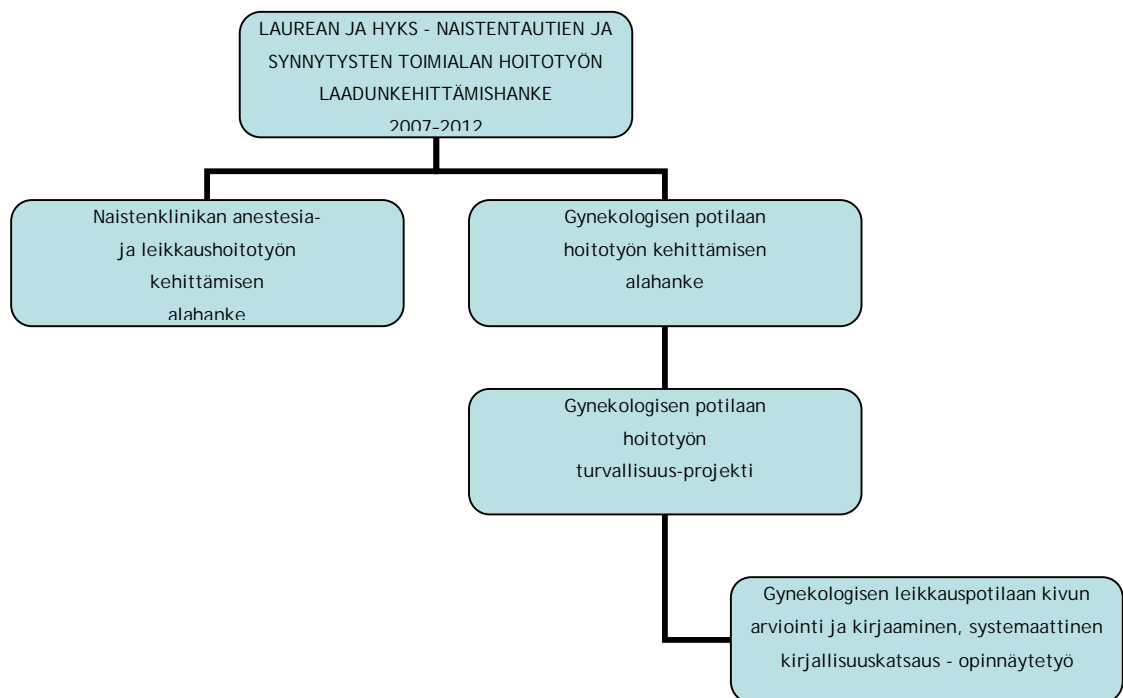 LAUREAN JA HYKS - NAISTENTAUTIEN JA
SYNNYTYSTEN TOIMIALAN HOITOTYÖN
LAADUNKEHITTÄMISHANKE
2007-2012
Naistenklinikan anestesia-
ja leikkaushoitotyön
kehittämisen
alahanke
Gynekologisen potilaan
hoitotyön kehittämisen
alahanke
Gynekologisen potilaan
hoitotyön
turvallisuus-projekti
Gynekologisen leikkauspotilaan kivun
arviointi ja kirjaaminen, systemaattinen
kirjallisuuskatsaus - opinnäytetyö